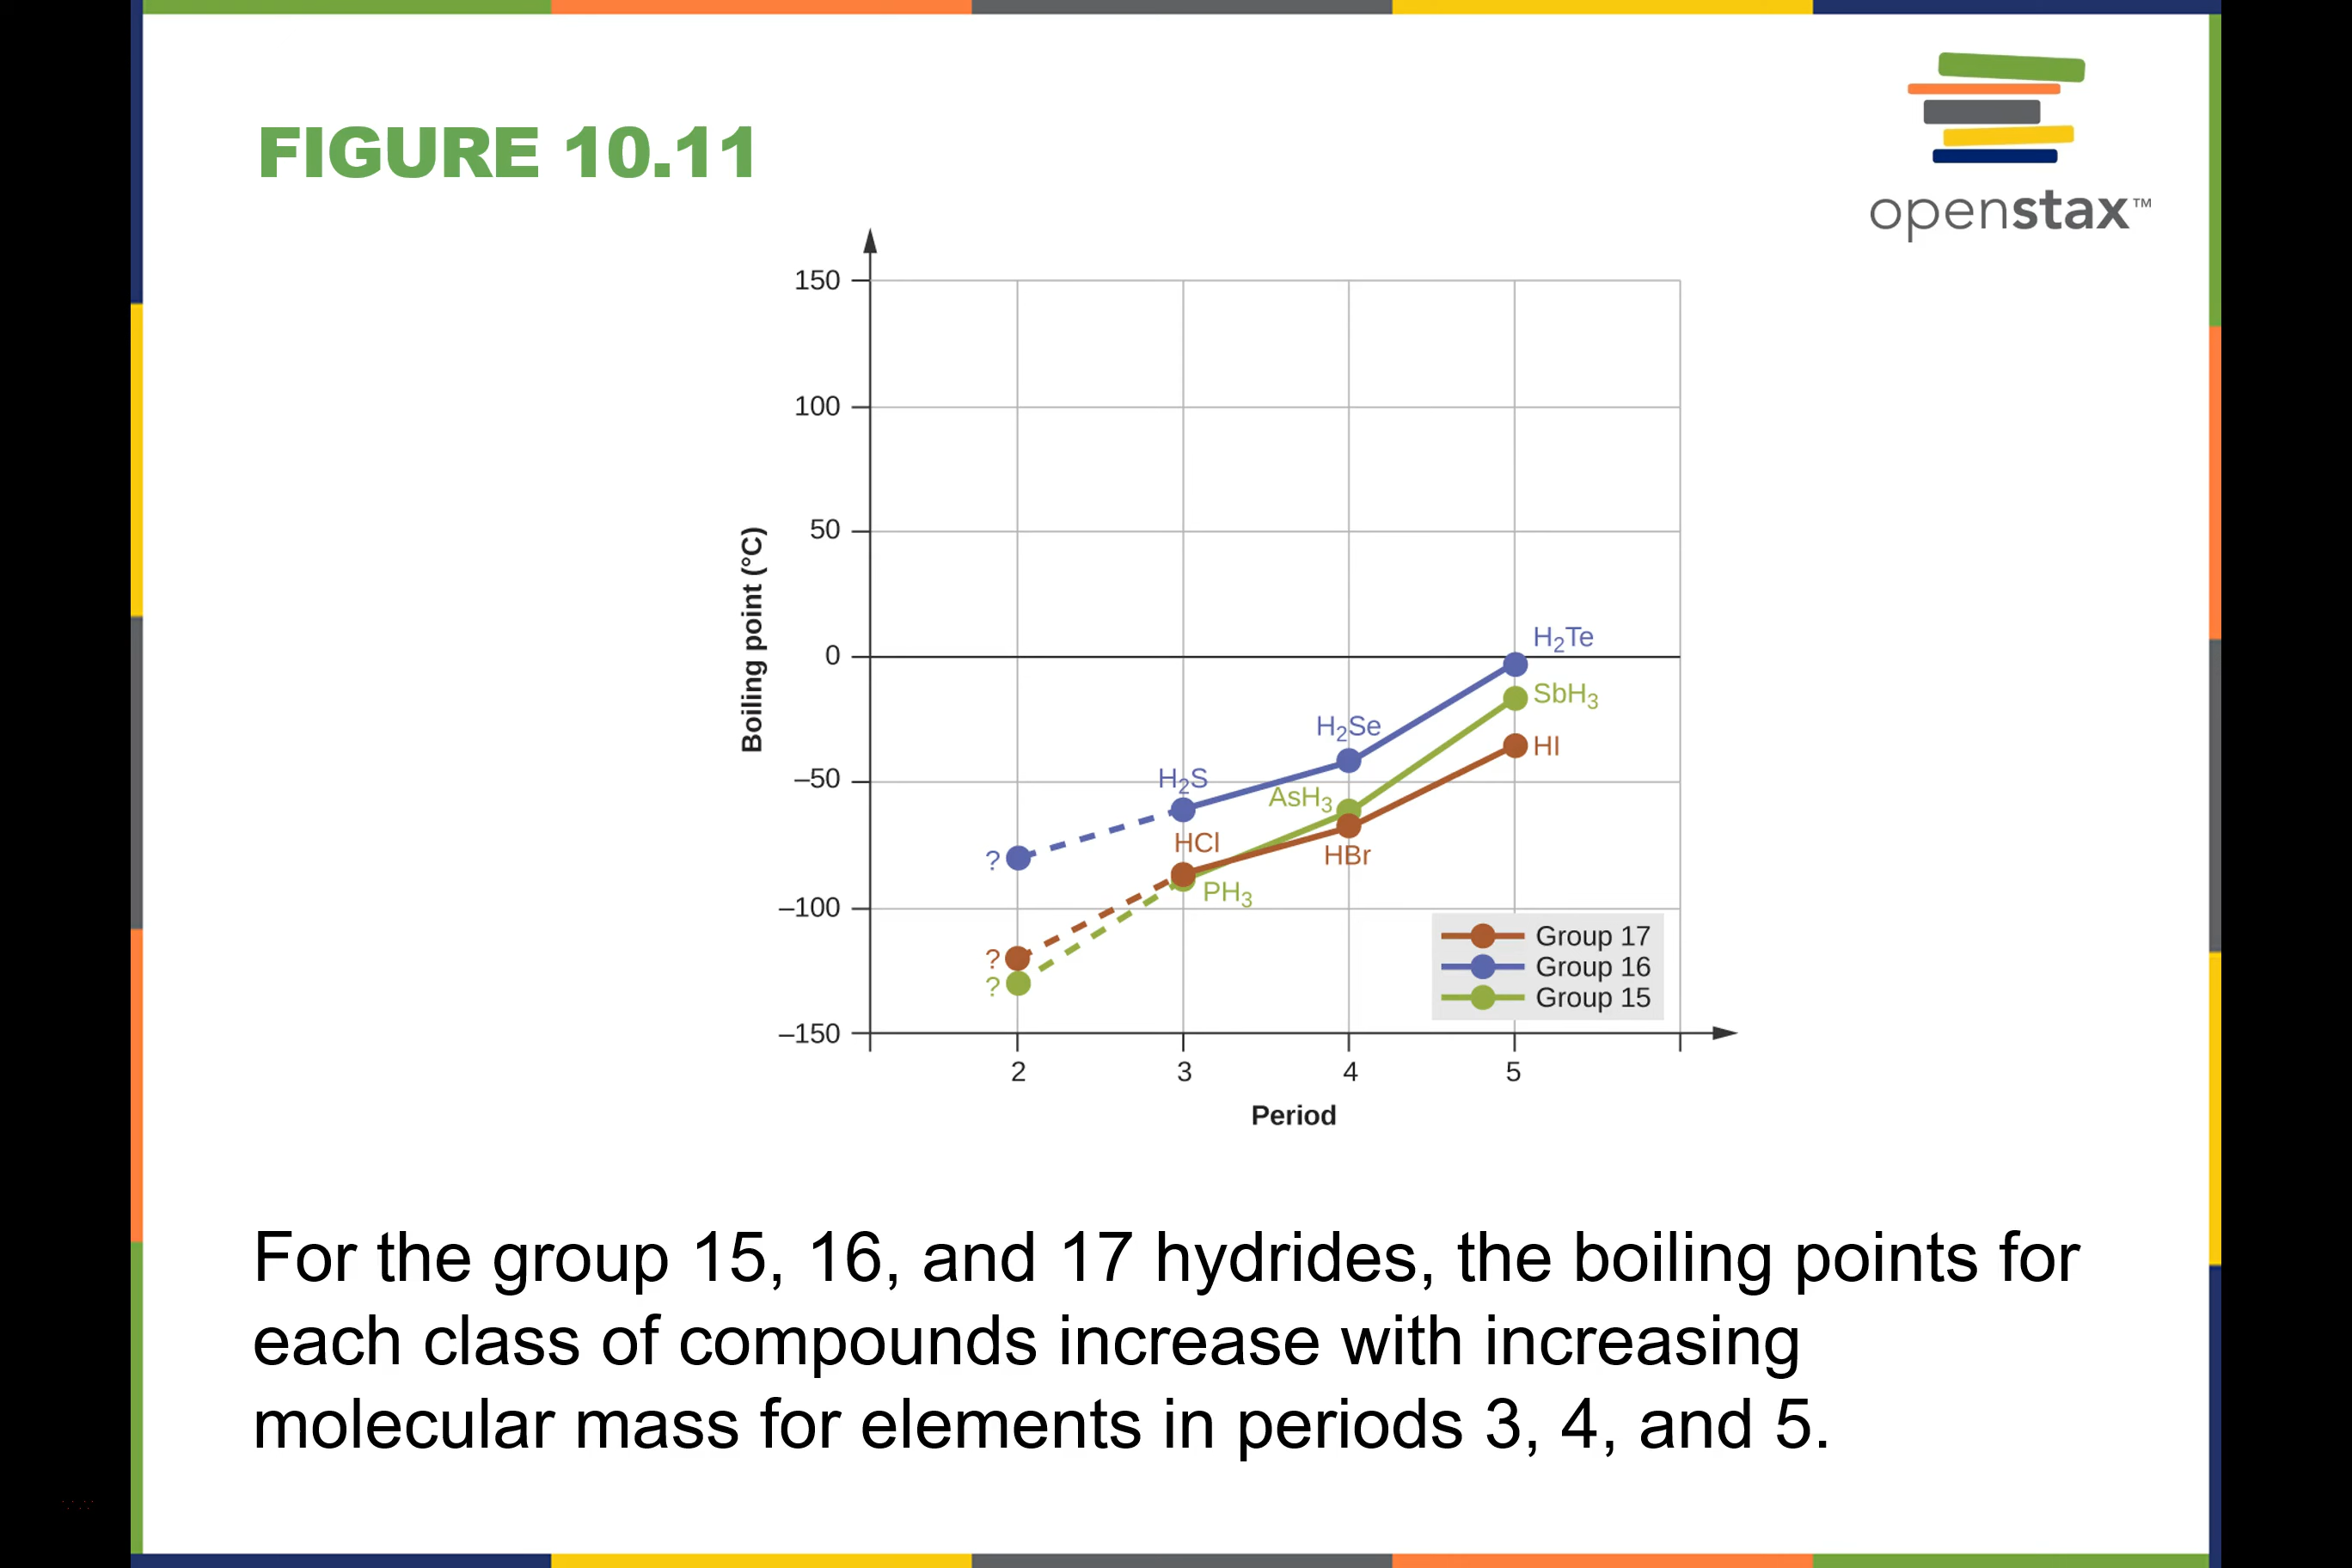 FIGURE 10.11
openstax™
150
100
50
0
–50
–100
–150
Boiling point (°C)
H₂Te
SbH₃
HI
H₂Se
AsH₃
HBr
H₂S
HCl
PH₃
?
?
?
Group 17
Group 16
Group 15
2 3 4 5
Period
For the group 15, 16, and 17 hydrides, the boiling points for
each class of compounds increase with increasing
molecular mass for elements in periods 3, 4, and 5.